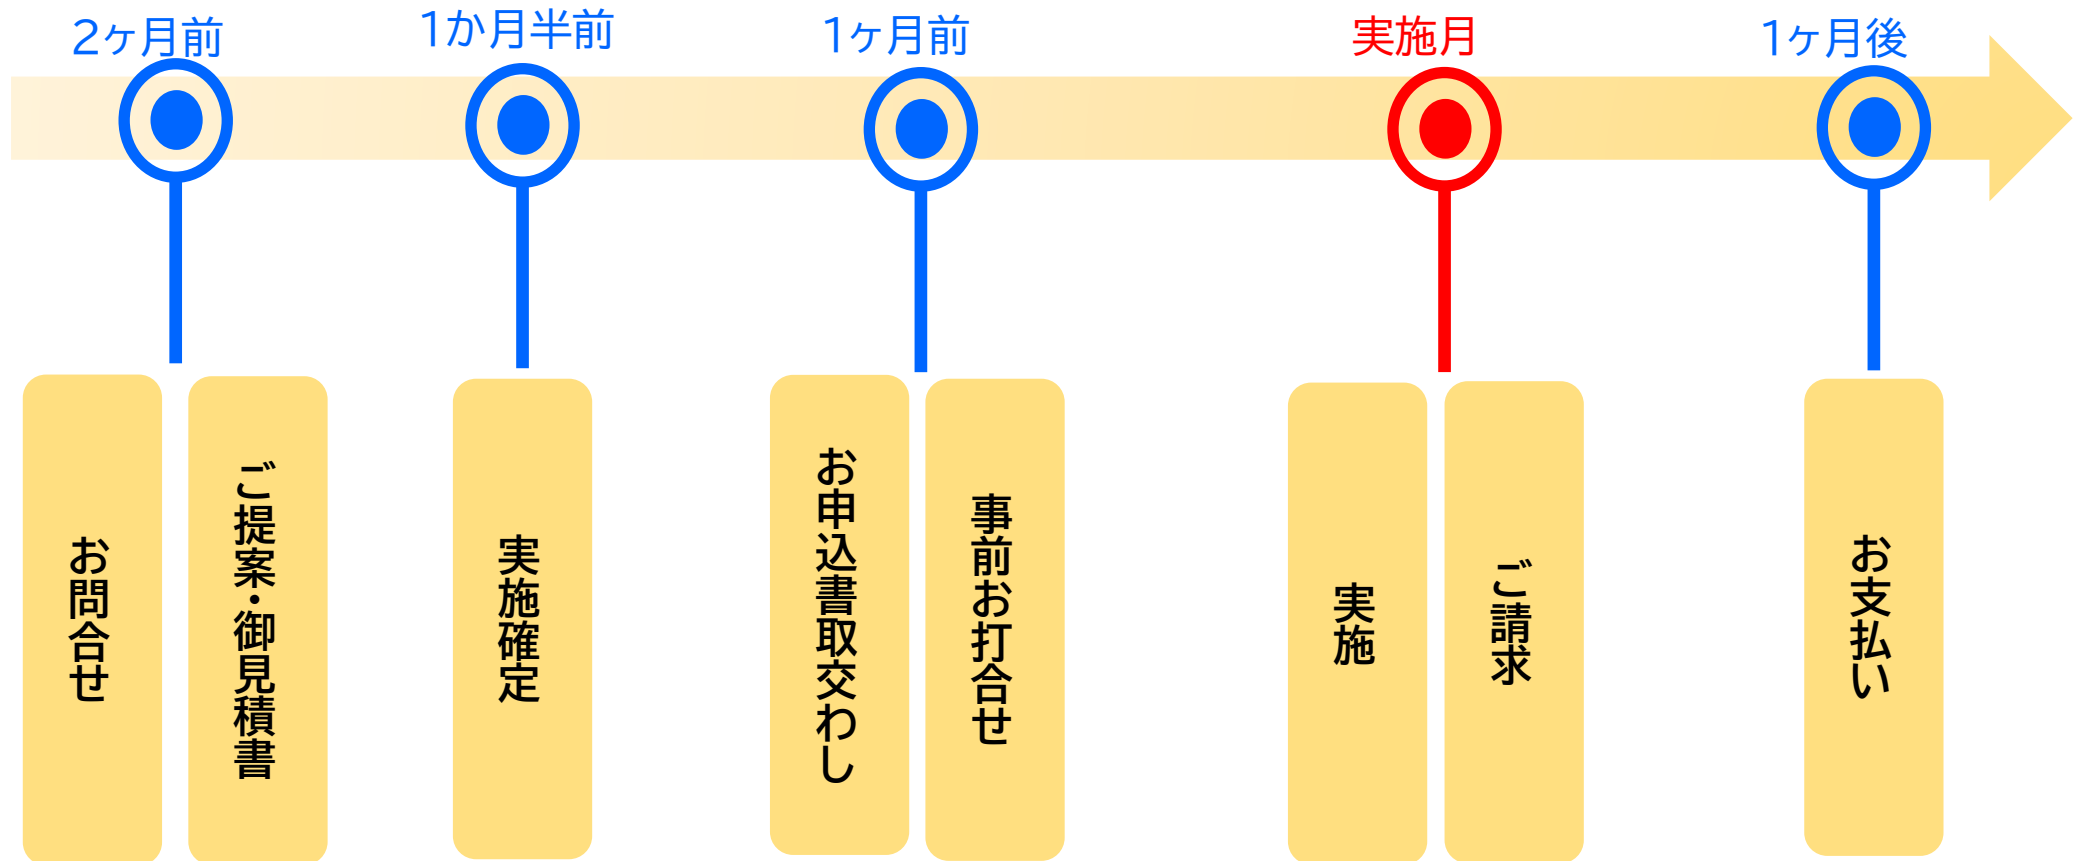 2ヶ月前
1か月半前
1ヶ月前
実施月
1ヶ月後
お問合せ
ご提案・御見積書
実施確定
お申込書取交わし
事前お打合せ
実施
ご請求
お支払い